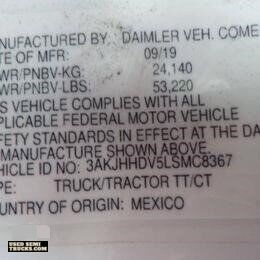 ANUFACTURED BY: DAIMLER VEH. COME
TE OF MFR: 09/19
WR/PNBV-KG: 24,140
WR/PNBV-LBS: 53,220
S VEHICLE COMPLIES WITH ALL
PLICABLE FEDERAL MOTOR VEHICLE
FETY STANDARDS IN EFFECT AT THE DA
MANUFACTURE SHOWN ABOVE.
HICLE ID NO: 3AKJHHDV5LSMC8367
PE: TRUCK/TRACTOR TT/CT
UNTRY OF ORIGIN: MEXICO
USED SEMI
TRUCKS